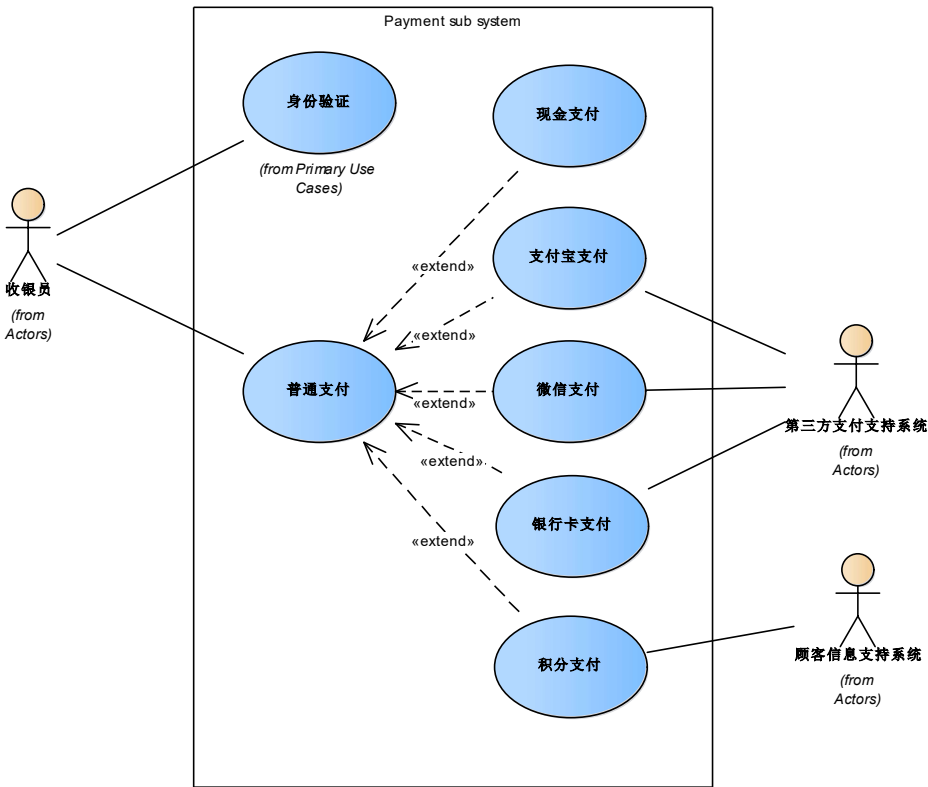 Payment sub system
身份验证
(from Primary Use
Cases)
现金支付
收银员
(from
Actors)
«extend»
支付宝支付
«extend»
普通支付
«extend»
微信支付
第三方支付支持系统
(from
Actors)
«extend»
银行卡支付
«extend»
积分支付
顾客信息支持系统
(from
Actors)